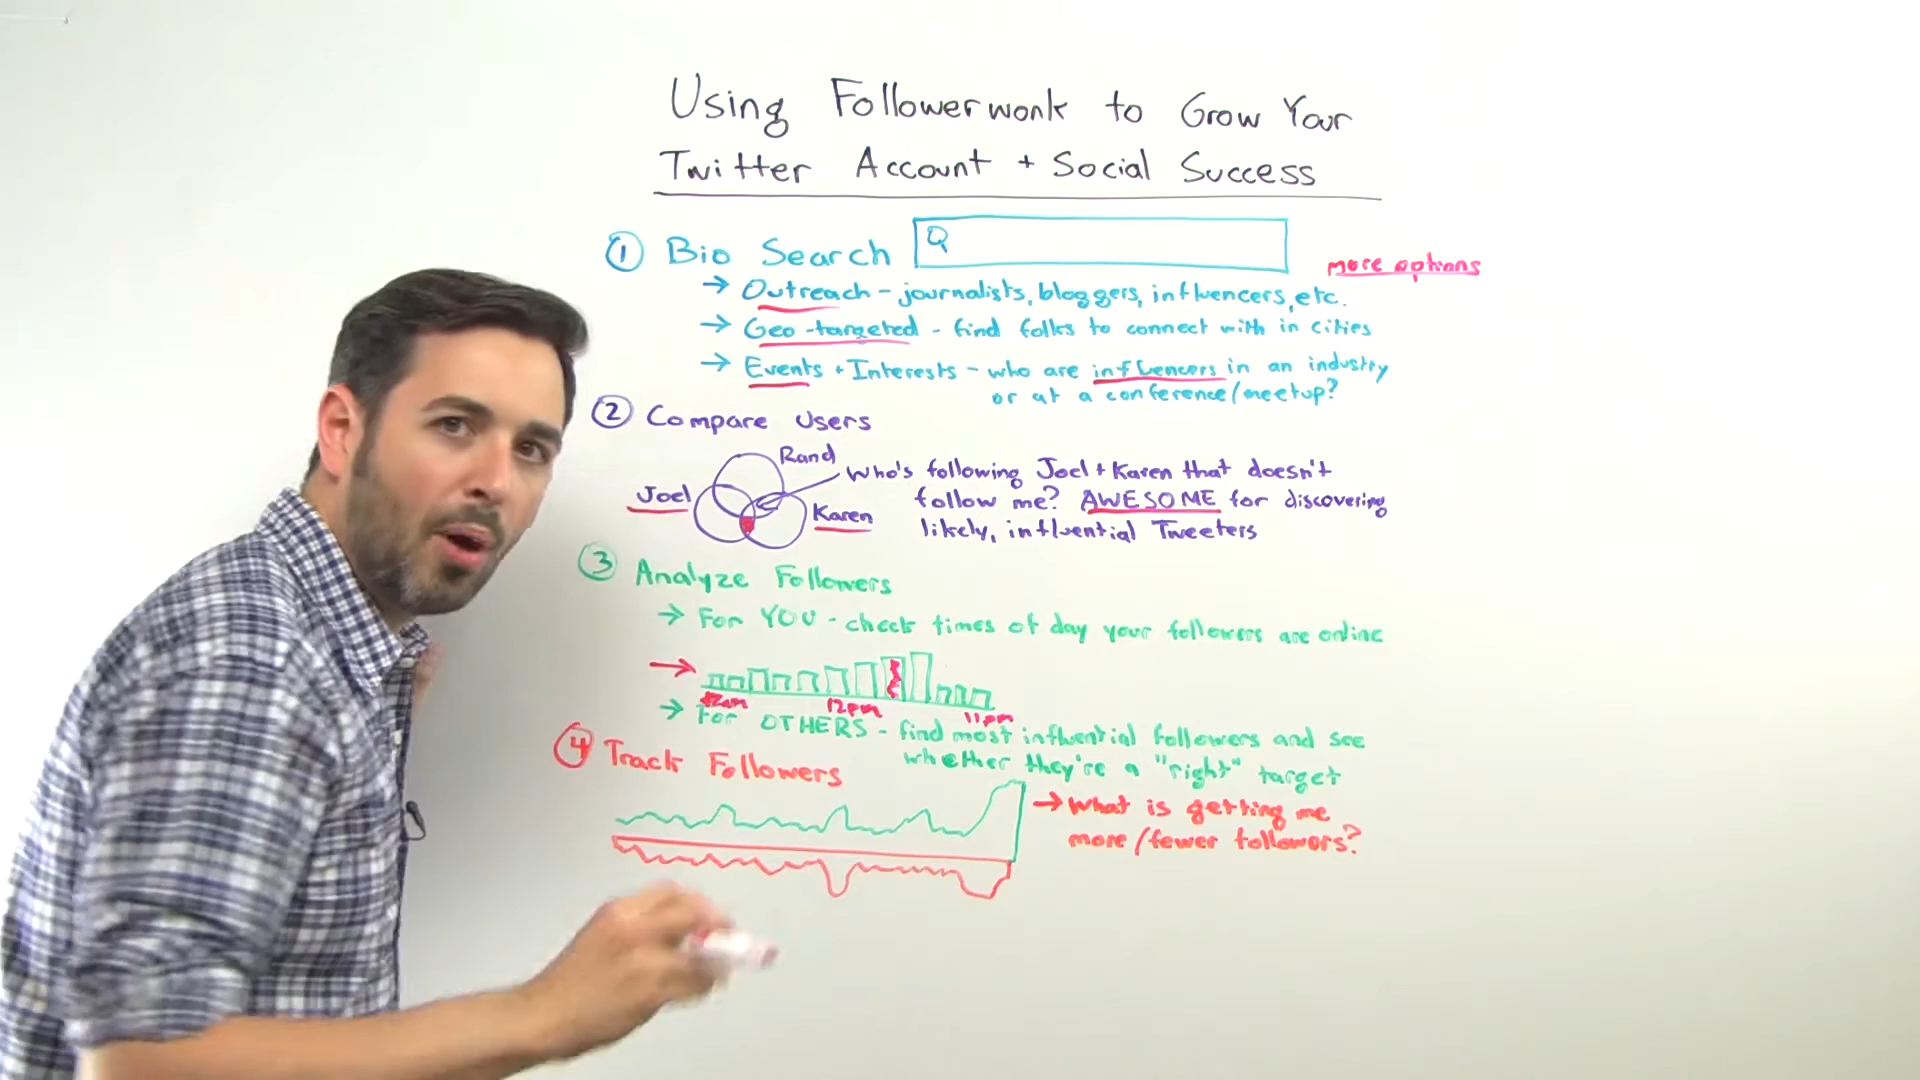 Using Followerwonk to Grow Your
Twitter Account + Social Success
1 Bio Search
more options
→ Outreach - journalists, bloggers, influencers, etc.
→ Geo-targeted - find folks to connect with in cities
→ Events + Interests - who are influencers in an industry
or at a conference/meetup?
2 Compare Users
Rand
Joel
Karen
Who's following Joel + Karen that doesn't
follow me? AWESOME for discovering
likely, influential Tweeters
3 Analyze Followers
→ For YOU - check times of day your followers are online
12am 12pm 11pm
→ For OTHERS - find most influential followers and see
whether they're a "right" target
4 Track Followers
→ What is getting me
more/fewer followers?